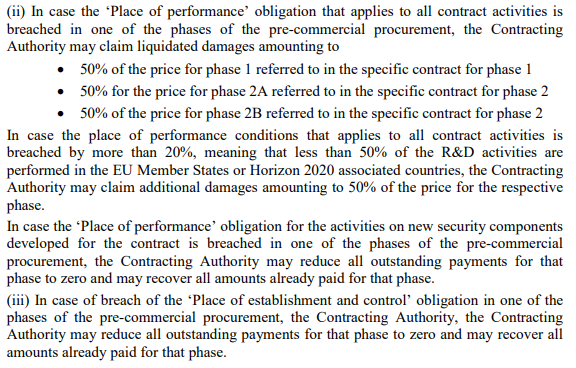 (ii) In case the ‘Place of performance’ obligation that applies to all contract activities is
breached in one of the phases of the pre-commercial procurement, the Contracting
Authority may claim liquidated damages amounting to
• 50% of the price for phase 1 referred to in the specific contract for phase 1
• 50% for the price for phase 2A referred to in the specific contract for phase 2
• 50% of the price for phase 2B referred to in the specific contract for phase 2
In case the place of performance conditions that applies to all contract activities is
breached by more than 20%, meaning that less than 50% of the R&D activities are
performed in the EU Member States or Horizon 2020 associated countries, the Contracting
Authority may claim additional damages amounting to 50% of the price for the respective
phase.
In case the ‘Place of performance’ obligation for the activities on new security components
developed for the contract is breached in one of the phases of the pre-commercial
procurement, the Contracting Authority may reduce all outstanding payments for that
phase to zero and may recover all amounts already paid for that phase.
(iii) In case of breach of the ‘Place of establishment and control’ obligation in one of the
phases of the pre-commercial procurement, the Contracting Authority, the Contracting
Authority may reduce all outstanding payments for that phase to zero and may recover all
amounts already paid for that phase.